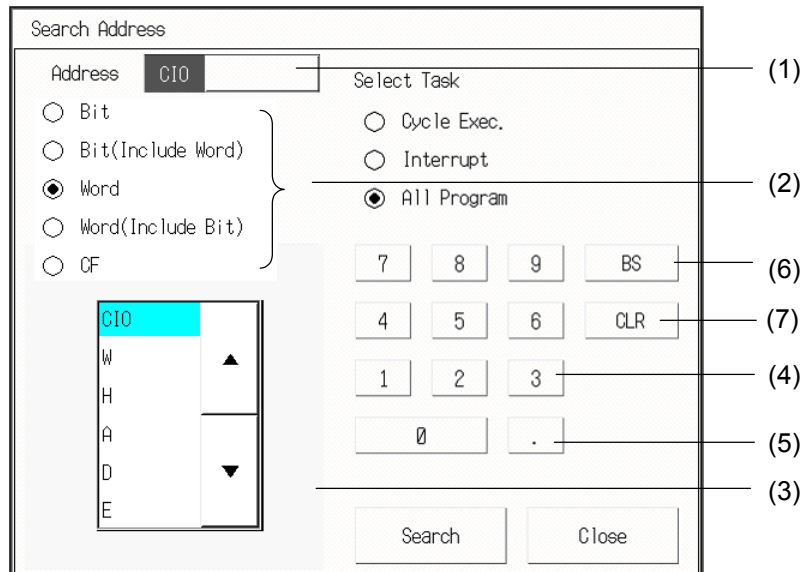 Search Address
Address CIO
(1)
Select Task
Bit
Bit(Include Word)
Word
Word(Include Bit)
CF
(2)
Cycle Exec.
Interrupt
All Program
7 8 9 BS
(6)
4 5 6 CLR
(7)
1 2 3
(4)
0 .
(5)
CIO
W
H
A
D
E
(3)
Search Close